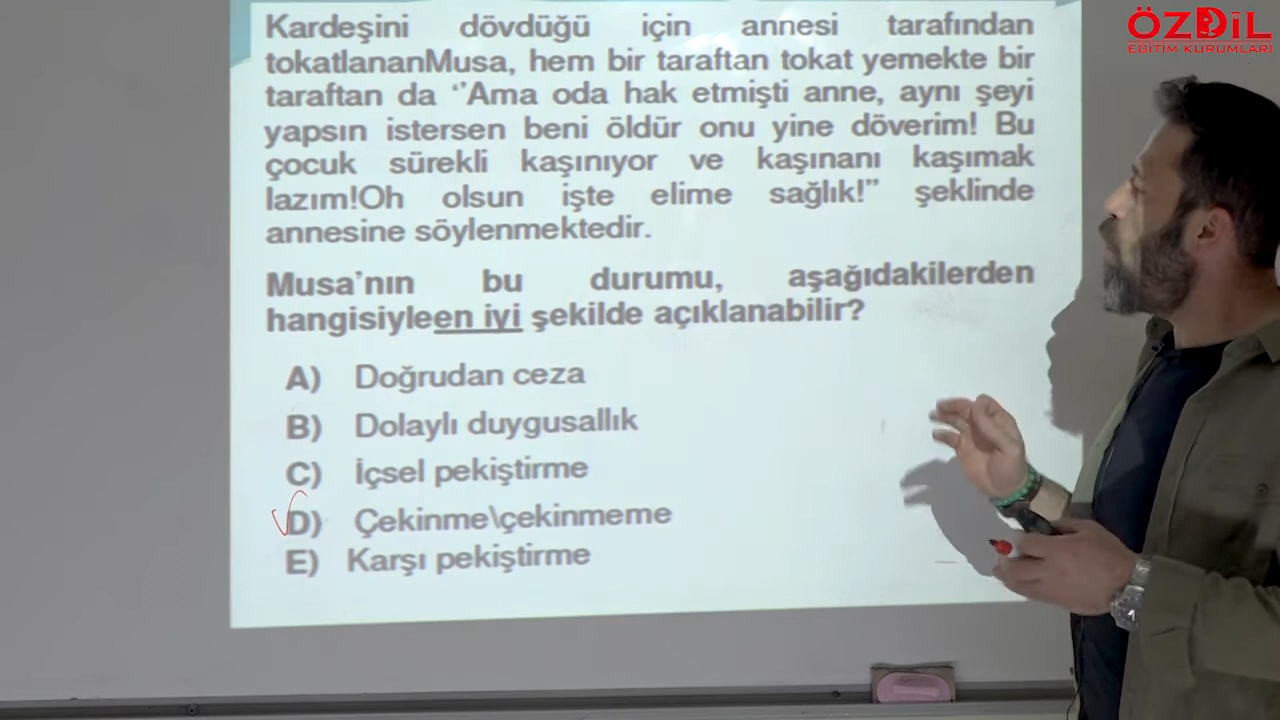 ÖZDİL
EĞİTİM KURUMLARI
Kardeşini dövdüğü için annesi tarafından
tokatlananMusa, hem bir taraftan tokat yemekte bir
taraftan da ‘’Ama oda hak etmişti anne, aynı şeyi
yapsın istersen beni öldür onu yine döverim! Bu
çocuk sürekli kaşınıyor ve kaşınanı kaşımak
lazım!Oh olsun işte elime sağlık!” şeklinde
annesine söylenmektedir.
Musa’nın bu durumu, aşağıdakilerden
hangisiyleen iyi şekilde açıklanabilir?
A) Doğrudan ceza
B) Dolaylı duygusallık
C) İçsel pekiştirme
D) Çekinme\çekinmeme
E) Karşı pekiştirme